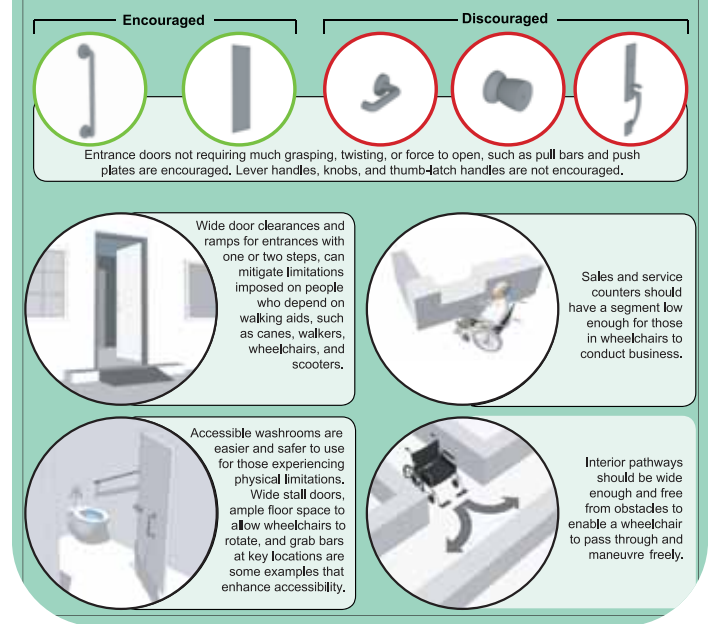 Encouraged
Discouraged
Entrance doors not requiring much grasping, twisting, or force to open, such as pull bars and push
plates are encouraged. Lever handles, knobs, and thumb-latch handles are not encouraged.
Wide door clearances and
ramps for entrances with
one or two steps, can
mitigate limitations
imposed on people
who depend on
walking aids, such
as canes, walkers,
wheelchairs, and
scooters.
Sales and service
counters should
have a segment low
enough for those
in wheelchairs to
conduct business.
Accessible washrooms are
easier and safer to use
for those experiencing
physical limitations.
Wide stall doors,
ample floor space to
allow wheelchairs to
rotate, and grab bars
at key locations are
some examples that
enhance accessibility.
Interior pathways
should be wide
enough and free
from obstacles to
enable a wheelchair
to pass through and
maneuvre freely.